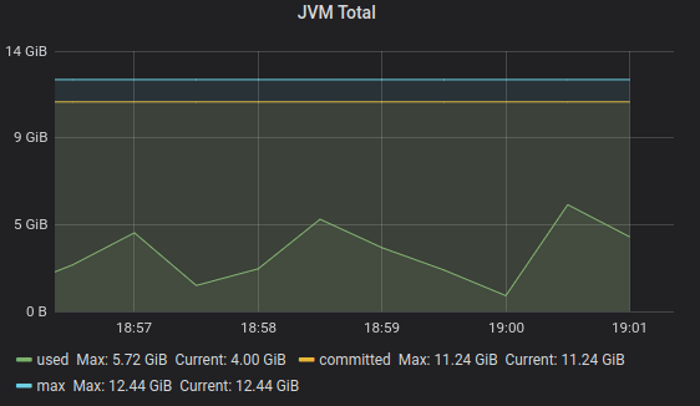 JVM Total
14 GiB
9 GiB
5 GiB
0 B
18:57 18:58 18:59 19:00 19:01
used Max: 5.72 GiB Current: 4.00 GiB committed Max: 11.24 GiB Current: 11.24 GiB
max Max: 12.44 GiB Current: 12.44 GiB